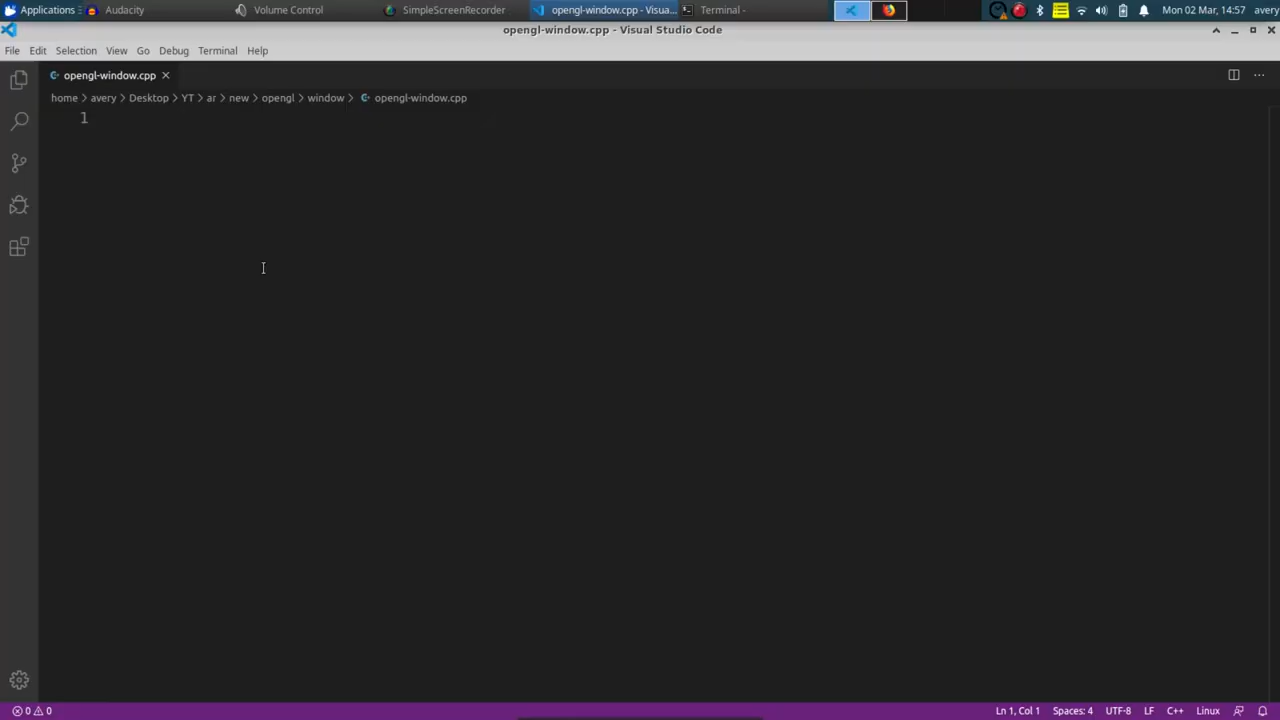 Applications Audacity Volume Control SimpleScreenRecorder opengl-window.cpp - Visua... Terminal - Mon 02 Mar, 14:57 avery
opengl-window.cpp - Visual Studio Code
File Edit Selection View Go Debug Terminal Help
opengl-window.cpp
home > avery > Desktop > YT > ar > new > opengl > window > opengl-window.cpp
1
0 0 Ln 1, Col 1 Spaces: 4 UTF-8 LF C++ Linux